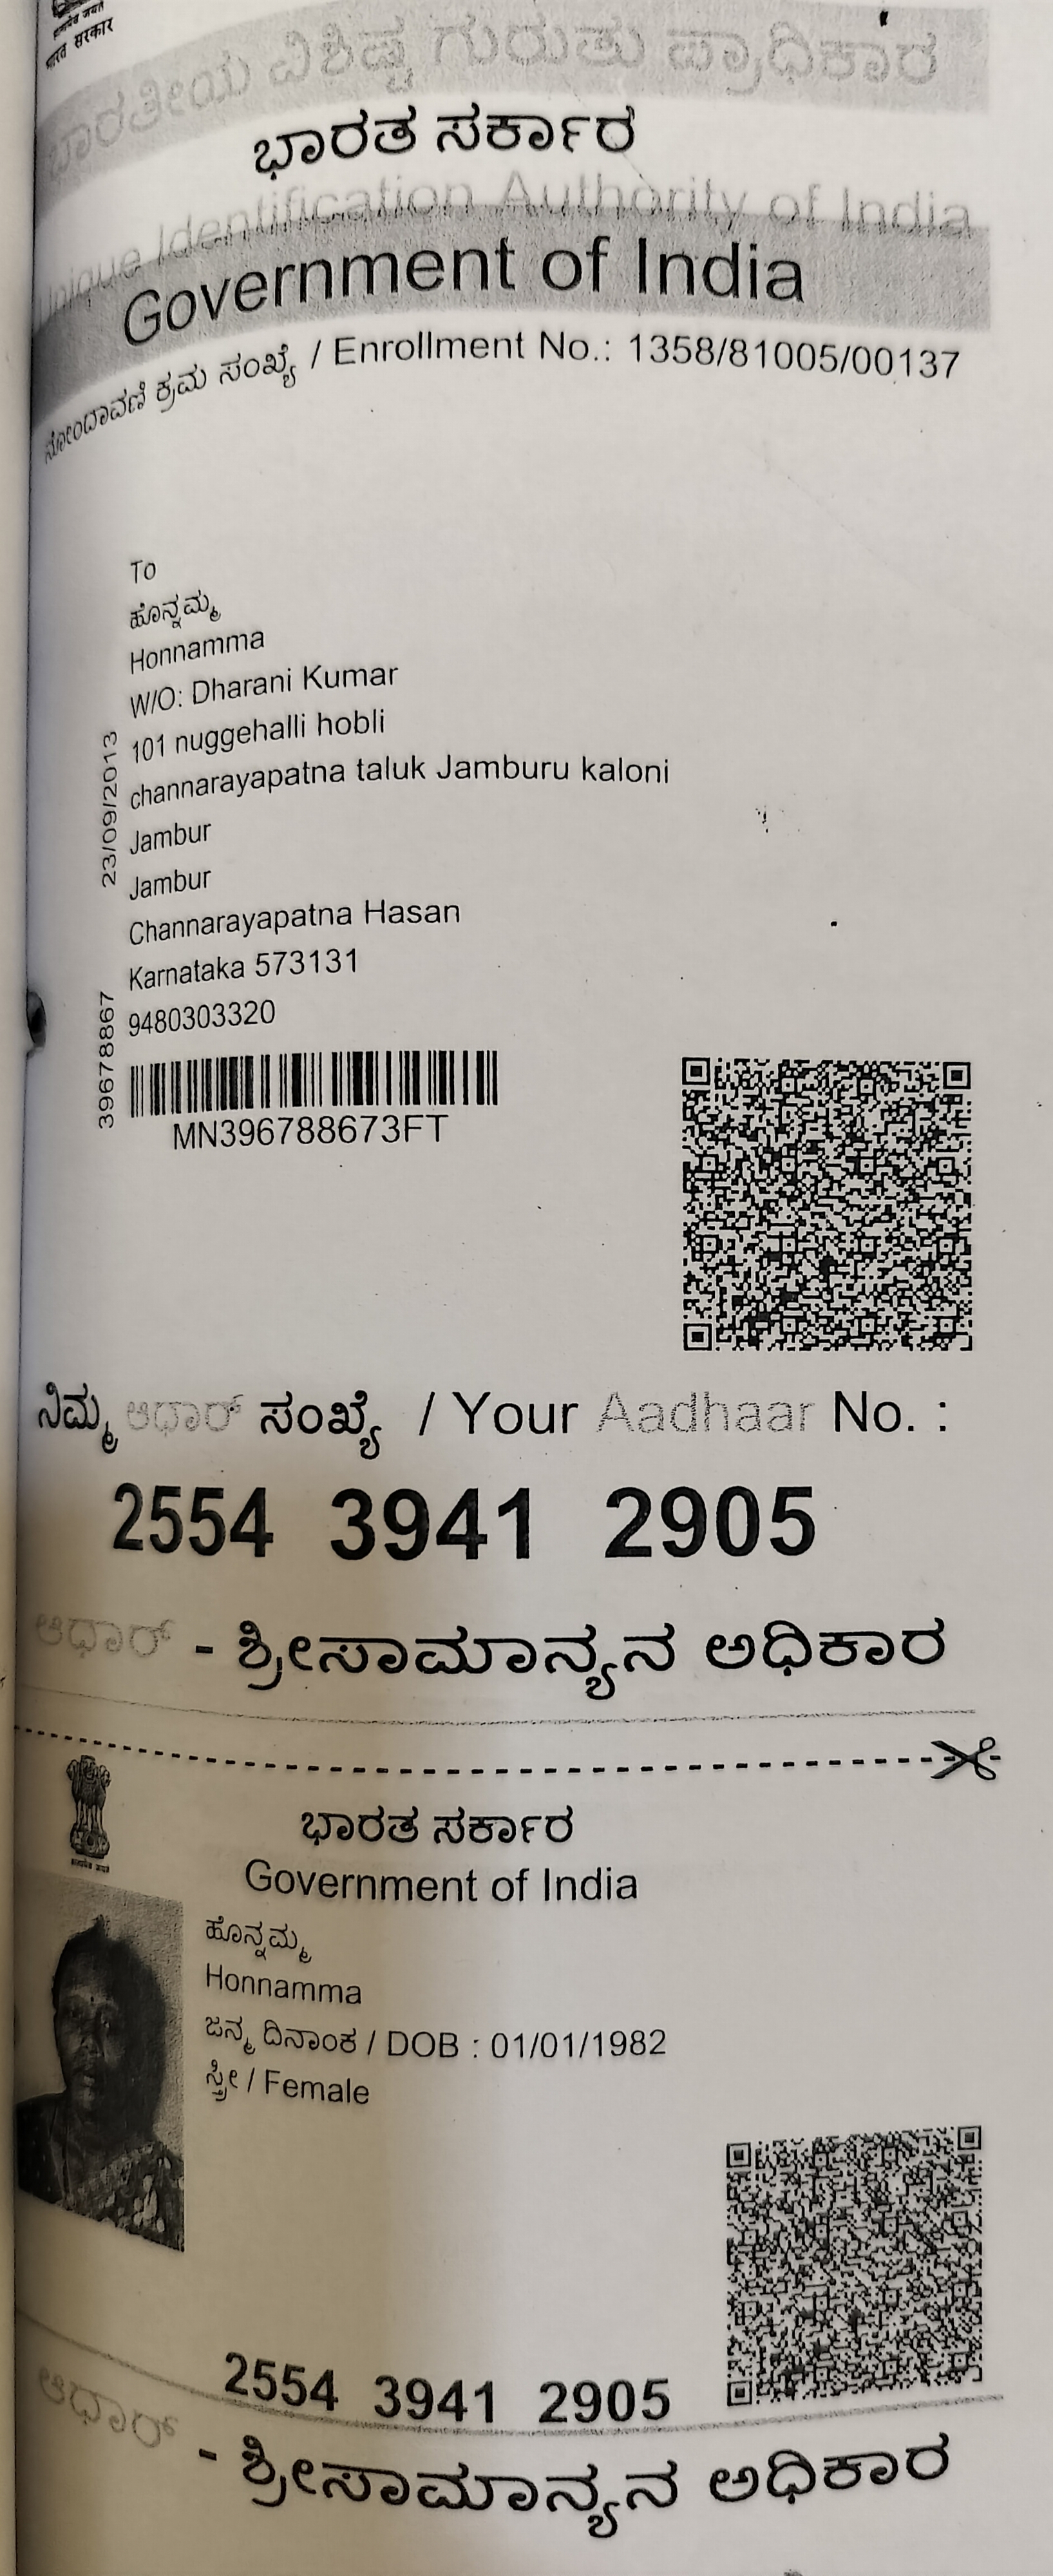 भारत सरकार
ಭಾರತೀಯ ವಿಶಿಷ್ಟ ಗುರುತು ಪ್ರಾಧಿಕಾರ
ಭಾರತ ಸರ್ಕಾರ
Unique Identification Authority of India
Government of India
ನೋಂದಾವಣೆ ಕ್ರಮ ಸಂಖ್ಯೆ / Enrollment No.: 1358/81005/00137
To
ಹೊನ್ನಮ್ಮ
Honnamma
W/O: Dharani Kumar
101 nuggehalli hobli
channarayapatna taluk Jamburu kaloni
Jambur
Jambur
Channarayapatna Hasan
Karnataka 573131
9480303320
23/09/2013
39678867
MN396788673FT
ನಿಮ್ಮ ಆಧಾರ್ ಸಂಖ್ಯೆ / Your Aadhaar No. :
2554 3941 2905
ಆಧಾರ್ - ಶ್ರೀಸಾಮಾನ್ಯನ ಅಧಿಕಾರ
ಭಾರತ ಸರ್ಕಾರ
Government of India
ಹೊನ್ನಮ್ಮ
Honnamma
ಜನ್ಮ ದಿನಾಂಕ / DOB : 01/01/1982
ಸ್ತ್ರೀ / Female
2554 3941 2905
ಆಧಾರ್ - ಶ್ರೀಸಾಮಾನ್ಯನ ಅಧಿಕಾರ